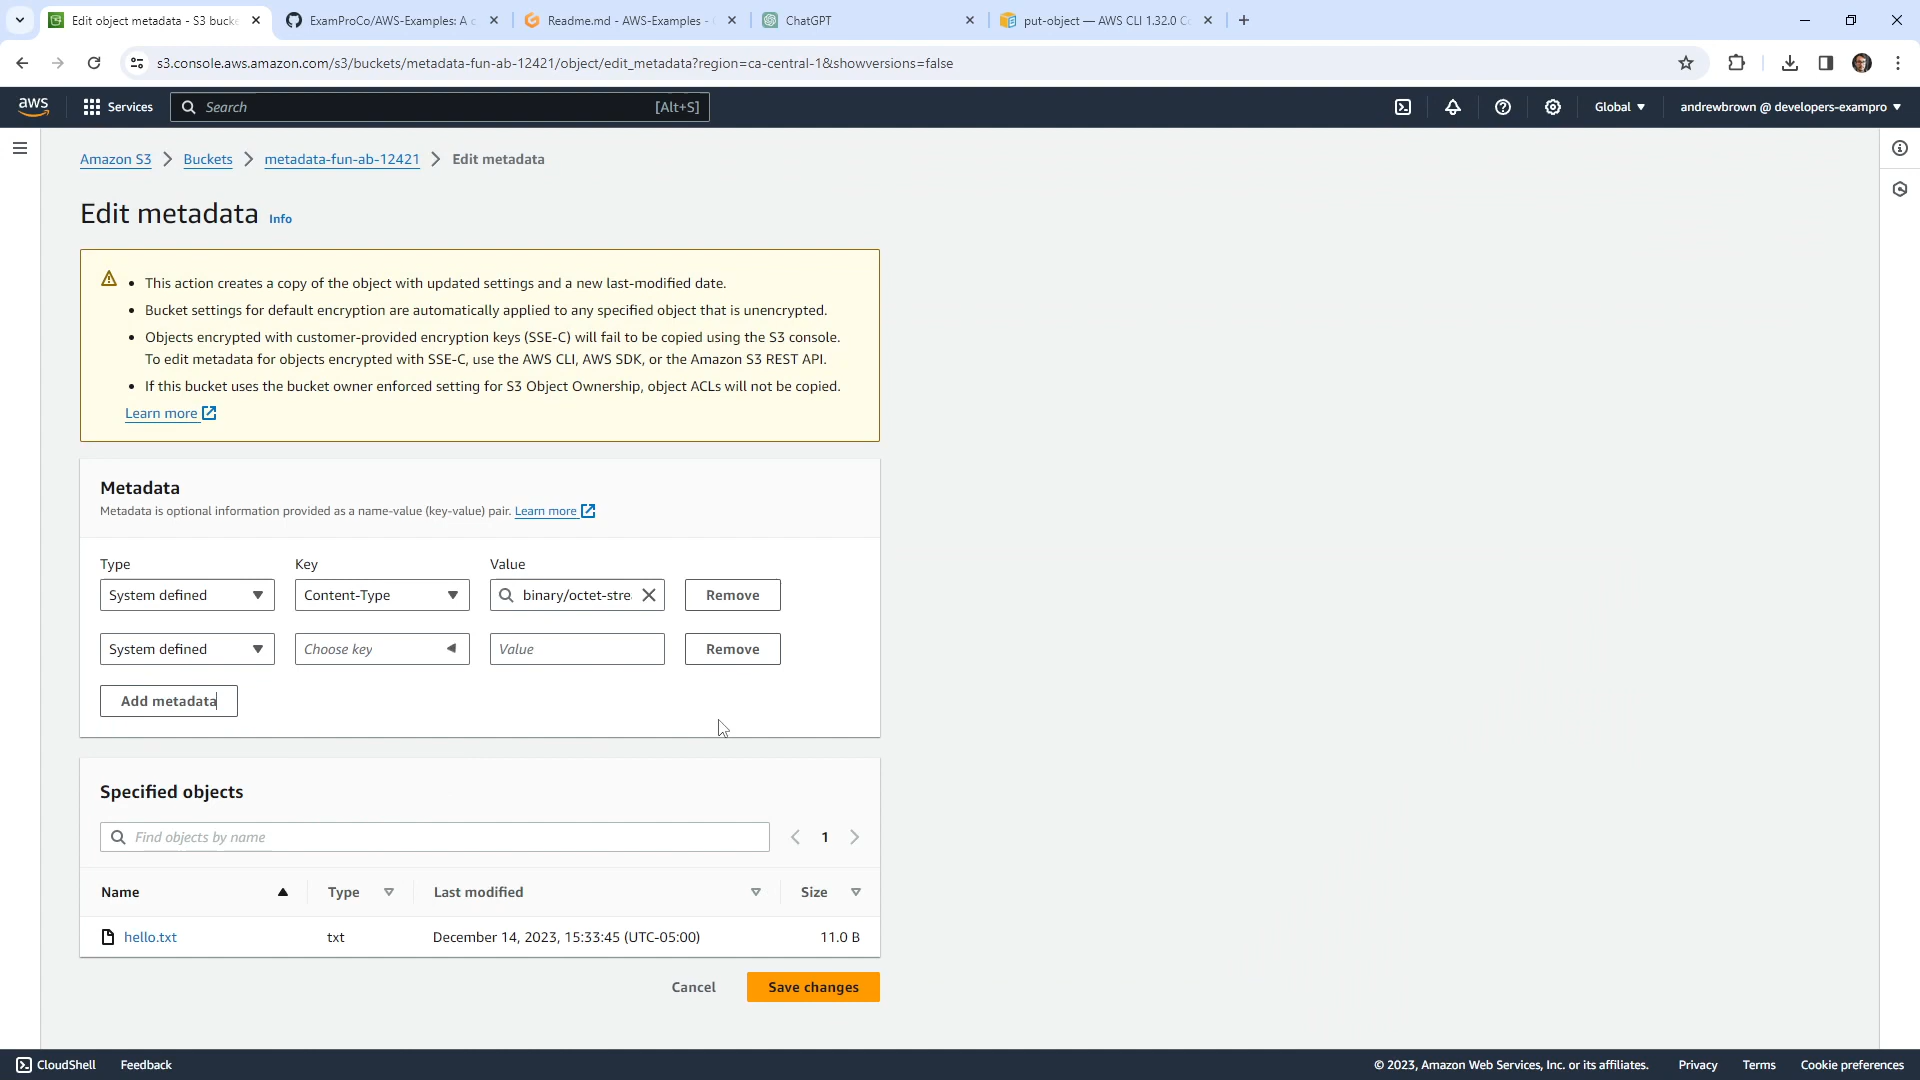 Edit object metadata - S3 bucke
ExamProCo/AWS-Examples: A c
Readme.md - AWS-Examples -
ChatGPT
put-object — AWS CLI 1.32.0 C
s3.console.aws.amazon.com/s3/buckets/metadata-fun-ab-12421/object/edit_metadata?region=ca-central-1&showversions=false
aws
Services
Search
[Alt+S]
Global
andrewbrown @ developers-exampro
Amazon S3
Buckets
metadata-fun-ab-12421
Edit metadata
Edit metadata Info
This action creates a copy of the object with updated settings and a new last-modified date.
Bucket settings for default encryption are automatically applied to any specified object that is unencrypted.
Objects encrypted with customer-provided encryption keys (SSE-C) will fail to be copied using the S3 console.
To edit metadata for objects encrypted with SSE-C, use the AWS CLI, AWS SDK, or the Amazon S3 REST API.
If this bucket uses the bucket owner enforced setting for S3 Object Ownership, object ACLs will not be copied.
Learn more
Metadata
Metadata is optional information provided as a name-value (key-value) pair. Learn more
Type
Key
Value
System defined
Content-Type
binary/octet-stre
Remove
System defined
Choose key
Value
Remove
Add metadata
Specified objects
Find objects by name
1
Name
Type
Last modified
Size
hello.txt
txt
December 14, 2023, 15:33:45 (UTC-05:00)
11.0 B
Cancel
Save changes
CloudShell
Feedback
© 2023, Amazon Web Services, Inc. or its affiliates.
Privacy
Terms
Cookie preferences